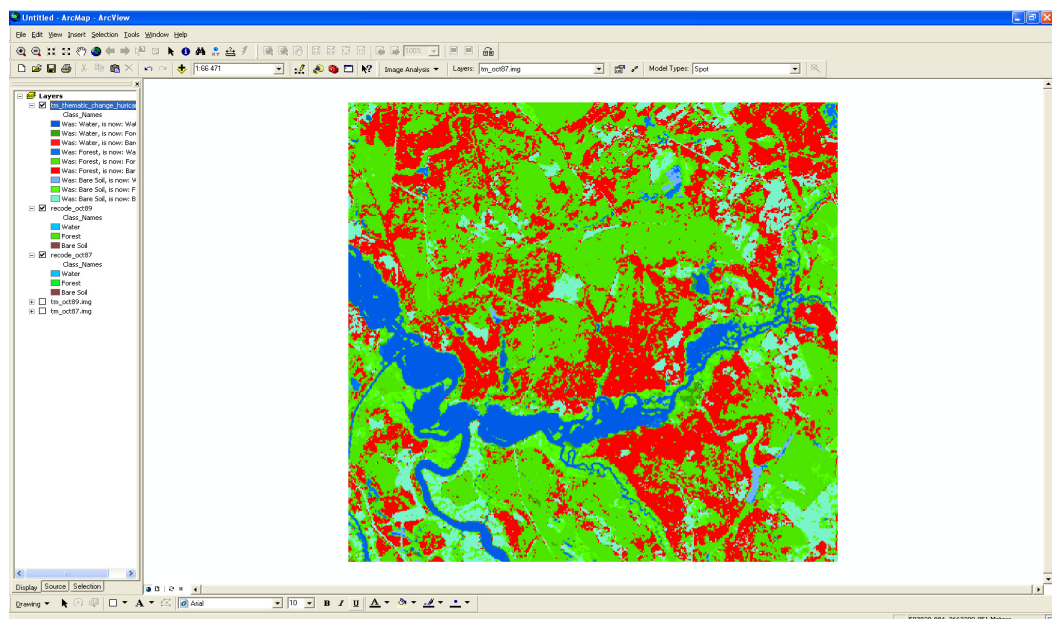 Untitled - ArcMap - ArcView
File Edit View Insert Selection Tools Window Help
100%
1:66 471
Image Analysis
Layers: tm_oct87.img
Model Types: Spot
Layers
tm_thematic_change_hurica
Class_Names
Was: Water, is now: Wat
Was: Water, is now: For
Was: Water, is now: Bar
Was: Forest, is now: Wa
Was: Forest, is now: For
Was: Forest, is now: Bar
Was: Bare Soil, is now: W
Was: Bare Soil, is now: F
Was: Bare Soil, is now: B
recode_oct89
Class_Names
Water
Forest
Bare Soil
recode_oct87
Class_Names
Water
Forest
Bare Soil
tm_oct89.img
tm_oct87.img
Display Source Selection
Drawing
A
Arial
10
B I U A